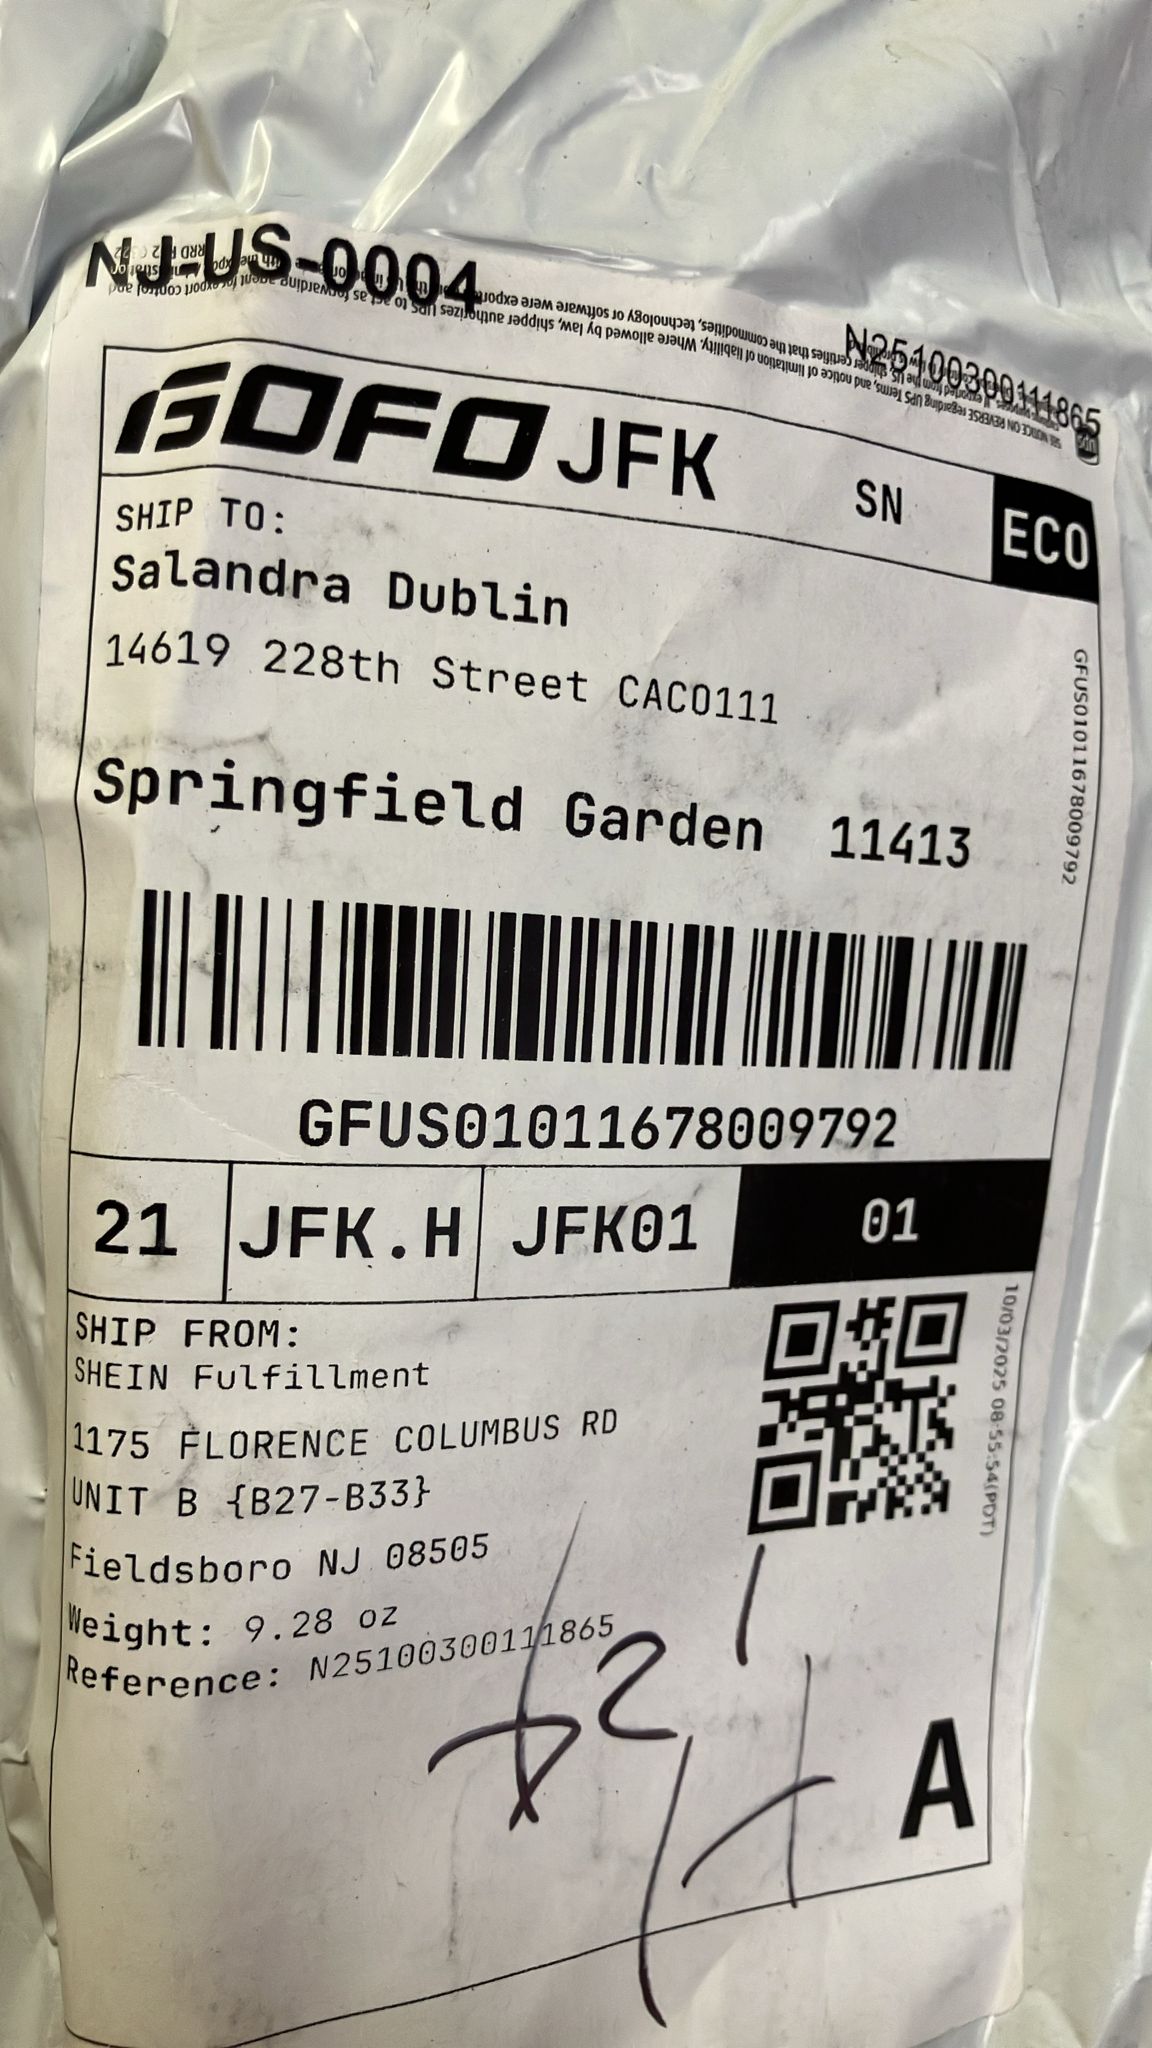 NJ-US-0004
N25100300111865
GOFO JFK SN ECO
SHIP TO:
Salandra Dublin
14619 228th Street CACO111
Springfield Garden 11413
GFUS01011678009792
GFUS01011678009792
21 JFK.H JFK01 01
SHIP FROM:
SHEIN Fulfillment
1175 FLORENCE COLUMBUS RD
UNIT B {B27-B33}
Fieldsboro NJ 08505
Weight: 9.28 oz
Reference: N25100300111865
10/03/2025 08:55:54(PDT)
A